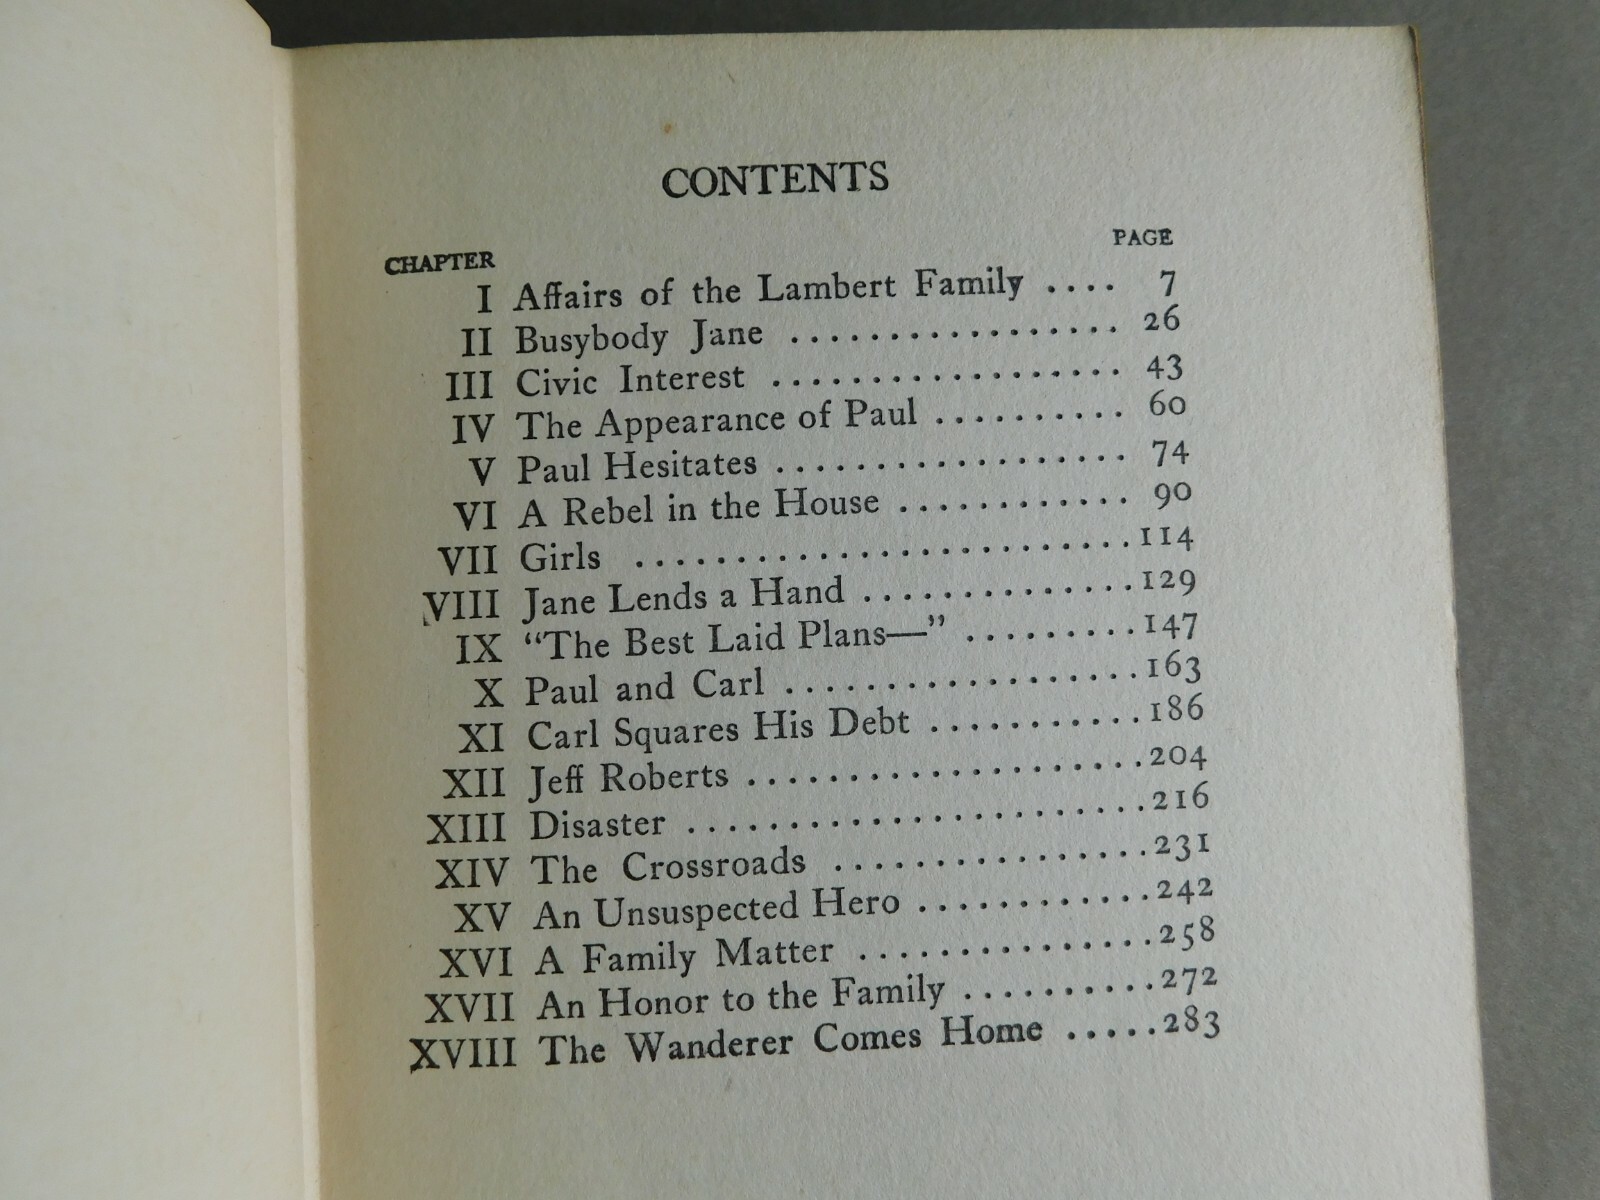 CONTENTS
CHAPTER PAGE
I Affairs of the Lambert Family .... 7
II Busybody Jane ................. 26
III Civic Interest .................. 43
IV The Appearance of Paul .......... 60
V Paul Hesitates .................. 74
VI A Rebel in the House ............ 90
VII Girls .........................114
VIII Jane Lends a Hand ..............129
IX "The Best Laid Plans—" .........147
X Paul and Carl ..................163
XI Carl Squares His Debt ...........186
XII Jeff Roberts ....................204
XIII Disaster .......................216
XIV The Crossroads ................231
XV An Unsuspected Hero ............242
XVI A Family Matter ...............258
XVII An Honor to the Family ..........272
XVIII The Wanderer Comes Home .....283